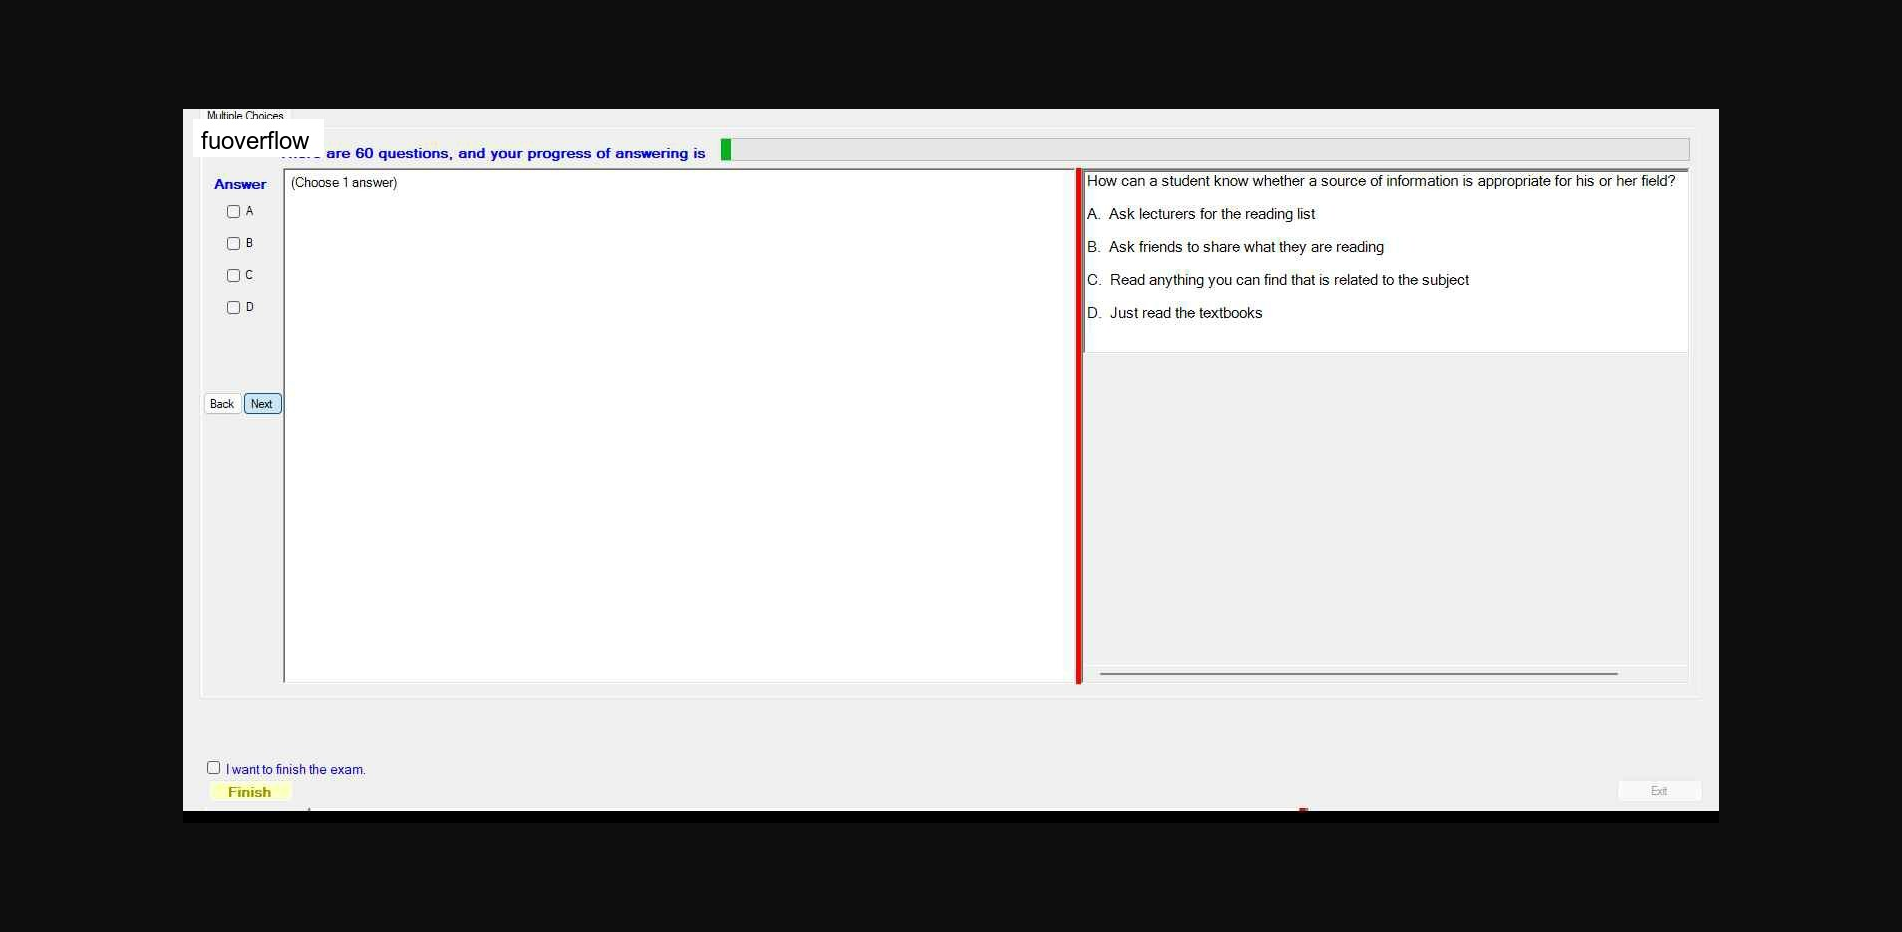 Multiple Choices
fuoverflow
are 60 questions, and your progress of answering is
Answer
(Choose 1 answer)
A
B
C
D
Back
Next
How can a student know whether a source of information is appropriate for his or her field?
A. Ask lecturers for the reading list
B. Ask friends to share what they are reading
C. Read anything you can find that is related to the subject
D. Just read the textbooks
I want to finish the exam.
Finish
Exit